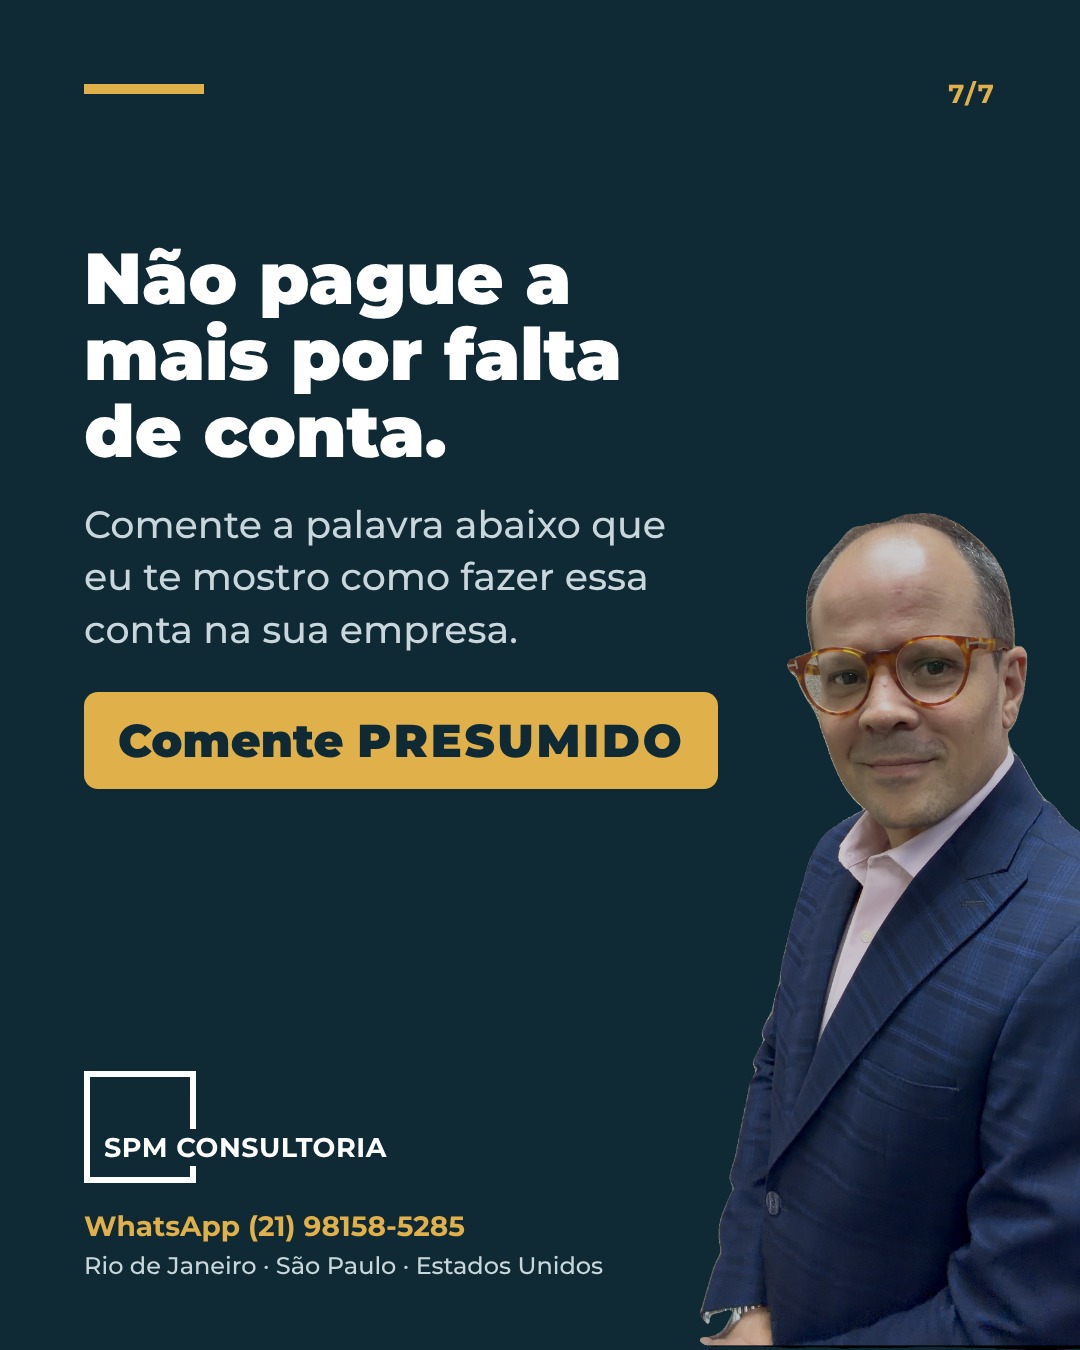 7/7
Não pague a
mais por falta
de conta.
Comente a palavra abaixo que
eu te mostro como fazer essa
conta na sua empresa.
Comente PRESUMIDO
SPM CONSULTORIA
WhatsApp (21) 98158-5285
Rio de Janeiro · São Paulo · Estados Unidos